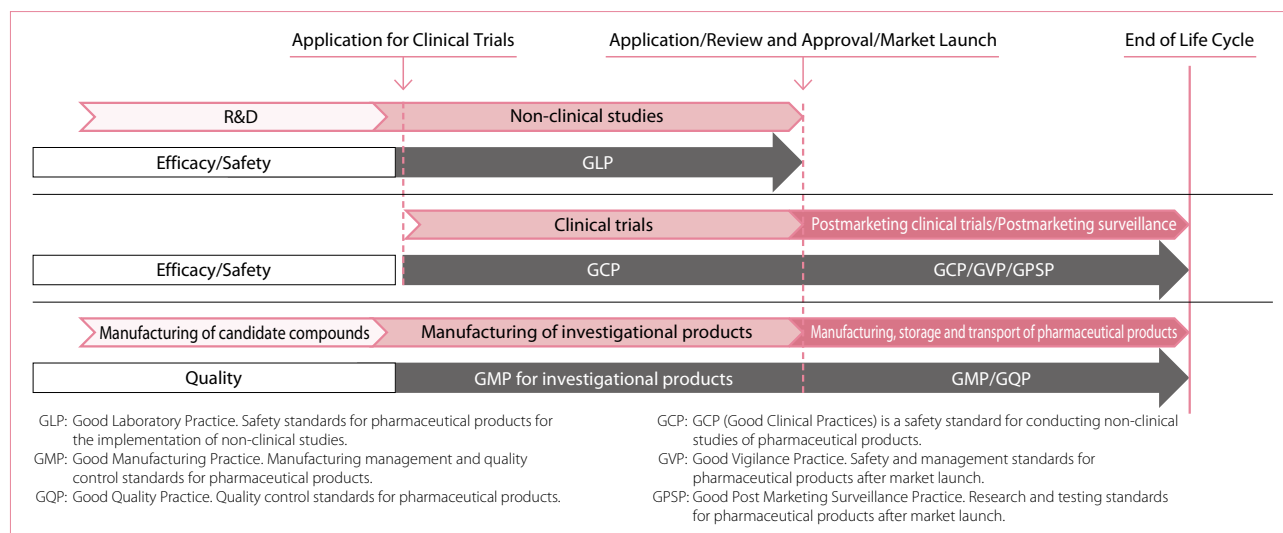 Application for Clinical Trials
Application/Review and Approval/Market Launch
End of Life Cycle
R&D
Non-clinical studies
Efficacy/Safety
GLP
Clinical trials
Postmarketing clinical trials/Postmarketing surveillance
Efficacy/Safety
GCP
GCP/GVP/GPSP
Manufacturing of candidate compounds
Manufacturing of investigational products
Manufacturing, storage and transport of pharmaceutical products
Quality
GMP for investigational products
GMP/GQP
GLP: Good Laboratory Practice. Safety standards for pharmaceutical products for
the implementation of non-clinical studies.
GMP: Good Manufacturing Practice. Manufacturing management and quality
control standards for pharmaceutical products.
GQP: Good Quality Practice. Quality control standards for pharmaceutical products.
GCP: GCP (Good Clinical Practices) is a safety standard for conducting non-clinical
studies of pharmaceutical products.
GVP: Good Vigilance Practice. Safety and management standards for
pharmaceutical products after market launch.
GPSP: Good Post Marketing Surveillance Practice. Research and testing standards
for pharmaceutical products after market launch.